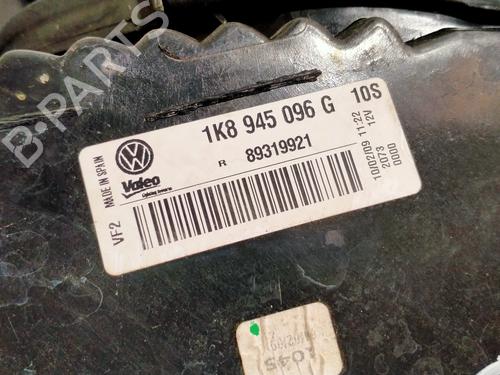 B-PARTS
MADE IN SPAIN
1K8 945 096 G 10S
Valeo
R 89319921
VF2
10/02/09 11:22
2073 12V
0000
045